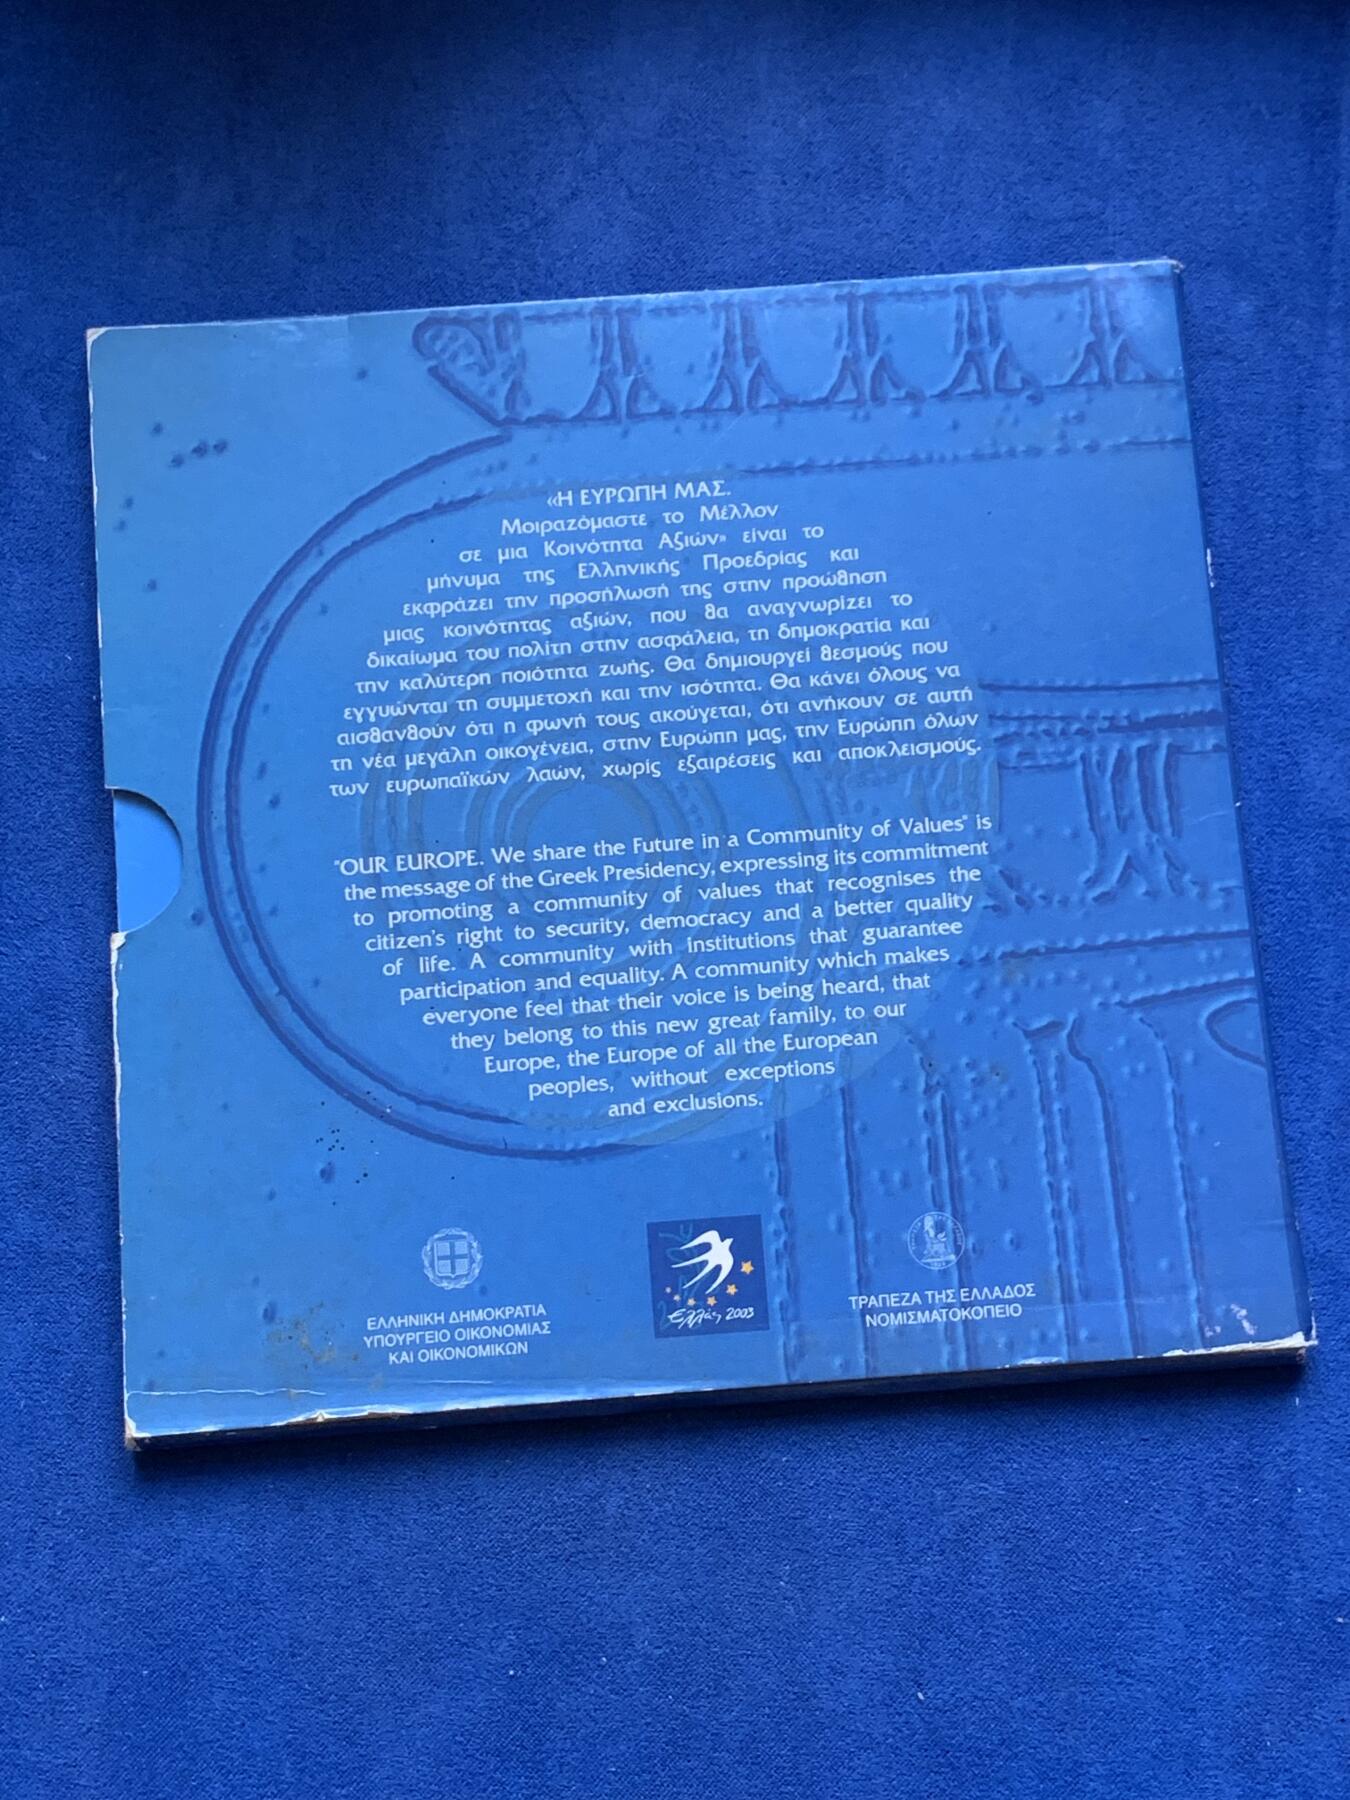 «Η ΕΥΡΩΠΗ ΜΑΣ.
Μοιραζόμαστε το Μέλλον
σε μια Κοινότητα Αξιών» είναι το
μήνυμα της Ελληνικής Προεδρίας και
εκφράζει την προσήλωσή της στην προώθηση
μιας κοινότητας αξιών, που θα αναγνωρίζει το
δικαίωμα του πολίτη στην ασφάλεια, τη δημοκρατία και
την καλύτερη ποιότητα ζωής. Θα δημιουργεί θεσμούς που
εγγυώνται τη συμμετοχή και την ισότητα. Θα κάνει όλους να
αισθανθούν ότι η φωνή τους ακούγεται, ότι ανήκουν σε αυτή
τη νέα μεγάλη οικογένεια, στην Ευρώπη μας, την Ευρώπη όλων
των ευρωπαϊκών λαών, χωρίς εξαιρέσεις και αποκλεισμούς.
"OUR EUROPE. We share the Future in a Community of Values" is
the message of the Greek Presidency, expressing its commitment
to promoting a community of values that recognises the
citizen's right to security, democracy and a better quality
of life. A community with institutions that guarantee
participation and equality. A community which makes
everyone feel that their voice is being heard, that
they belong to this new great family, to our
Europe, the Europe of all the European
peoples, without exceptions
and exclusions.
ΕΛΛΗΝΙΚΗ ΔΗΜΟΚΡΑΤΙΑ
ΥΠΟΥΡΓΕΙΟ ΟΙΚΟΝΟΜΙΑΣ
ΚΑΙ ΟΙΚΟΝΟΜΙΚΩΝ
Ελλάς 2003
ΤΡΑΠΕΖΑ ΤΗΣ ΕΛΛΑΔΟΣ
ΝΟΜΙΣΜΑΤΟΚΟΠΕΙΟ